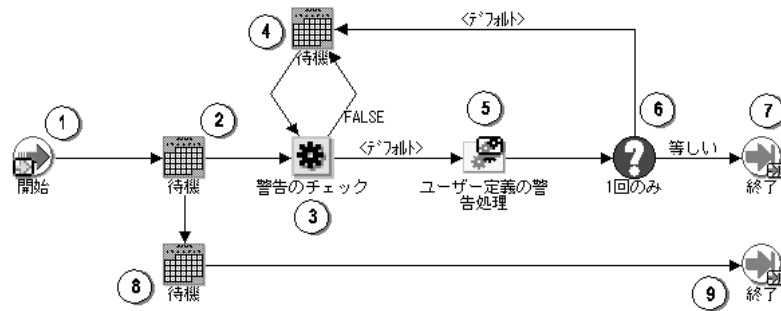 <ﾃﾞﾌｫﾙﾄ>
4
待機
1
2
FALSE
5
6
7
<ﾃﾞﾌｫﾙﾄ>
等しい
開始
待機
警告のチェック
ユーザー定義の警
告処理
1回のみ
終了
3
8
待機
9
終了